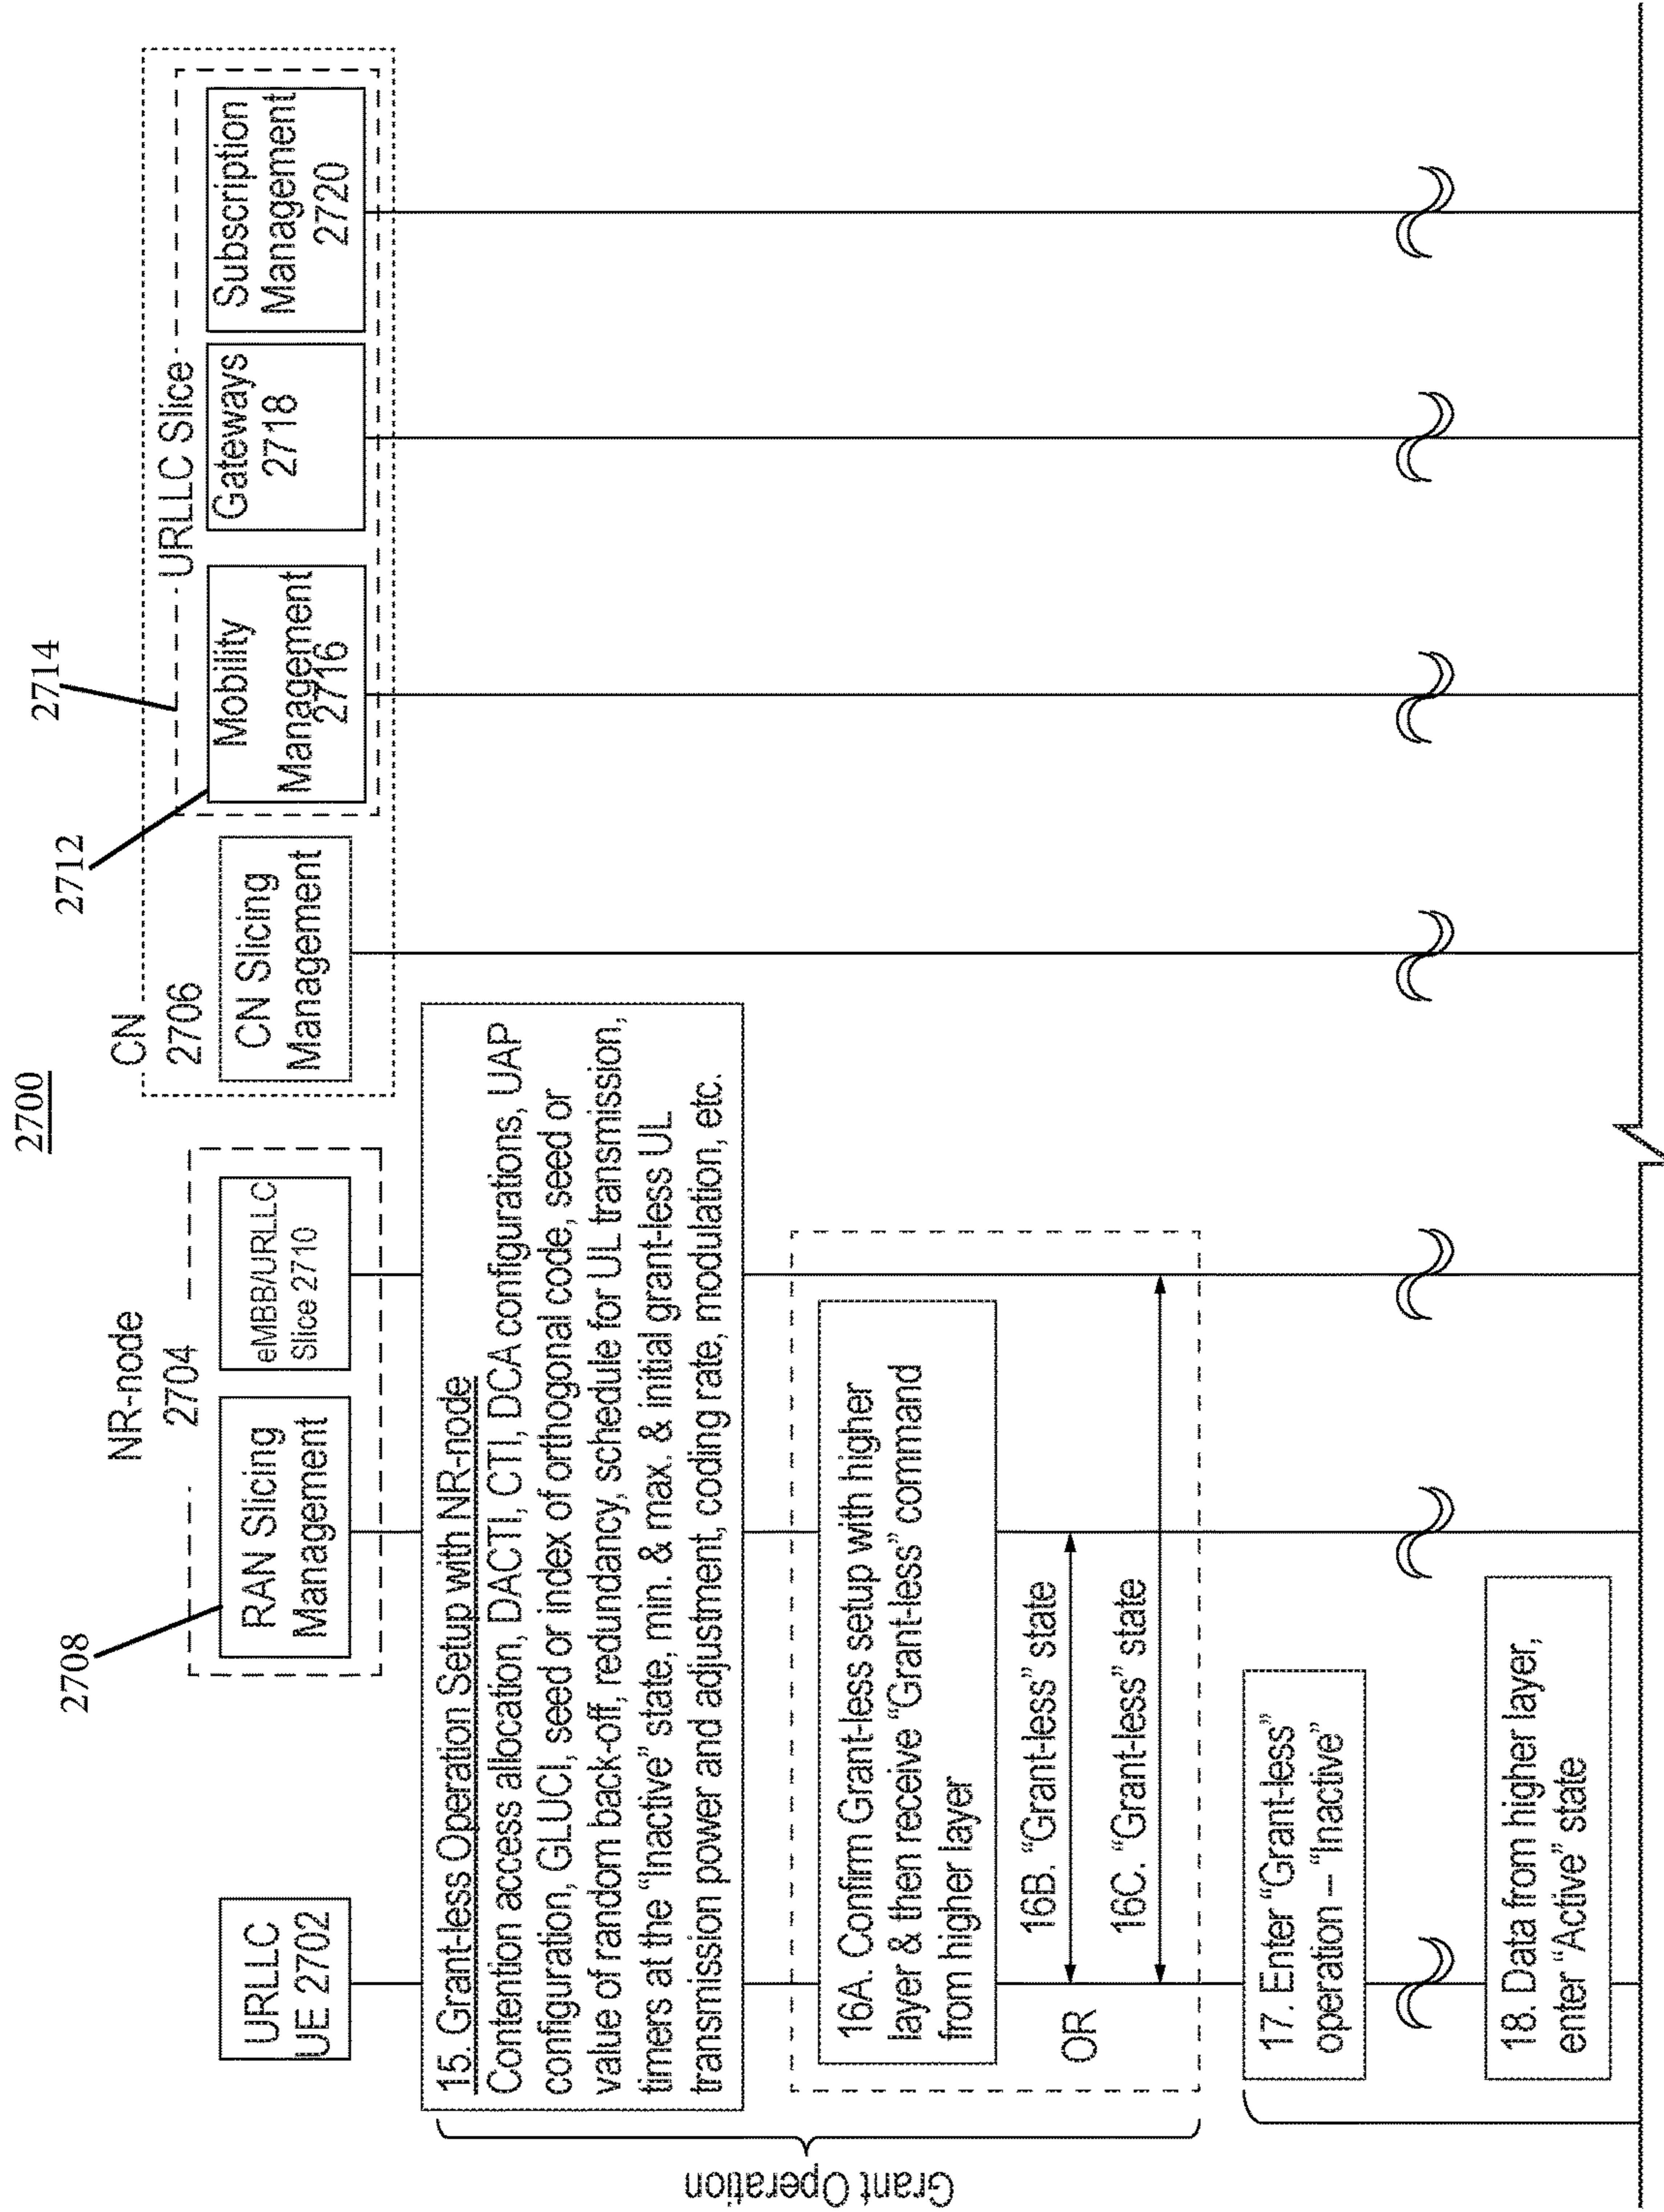 2700
NR-node
2704
CN
2706
2714
URLLC Slice
2708
2712
URLLC
UE 2702
RAN Slicing
Management
eMBB/URLLC
Slice 2710
CN Slicing
Management
Mobility
Management
2716
Gateways
2718
Subscription
Management
2720
15. Grant-less Operation Setup with NR-node
Contention access allocation, DACTI, CTI, DCA configurations, UAP
configuration, GLUCI, seed or index of orthogonal code, seed or
value of random back-off, redundancy, schedule for UL transmission,
timers at the "Inactive" state, min. & max. & initial grant-less UL
transmission power and adjustment, coding rate, modulation, etc.
Grant Operation
16A. Confirm Grant-less setup with higher
layer & then receive "Grant-less" command
from higher layer
OR
16B. "Grant-less" state
16C. "Grant-less" state
17. Enter "Grant-less"
operation – "Inactive"
18. Data from higher layer,
enter "Active" state